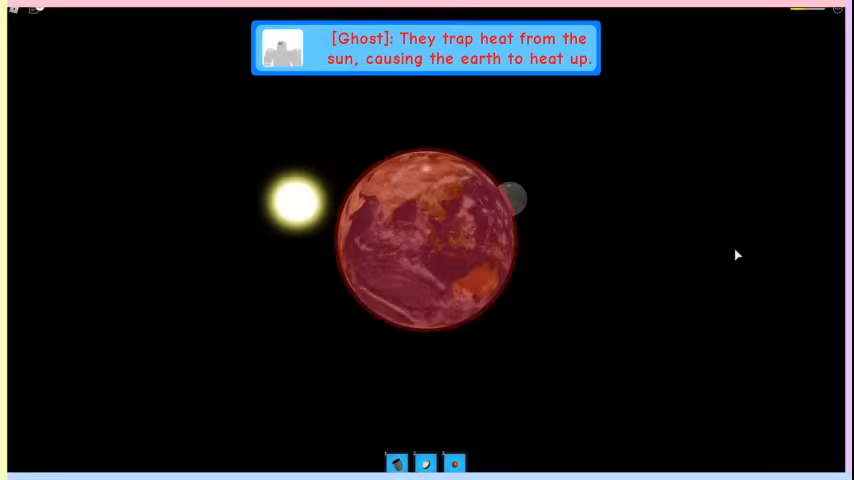 [Ghost]: They trap heat from the
sun, causing the earth to heat up.